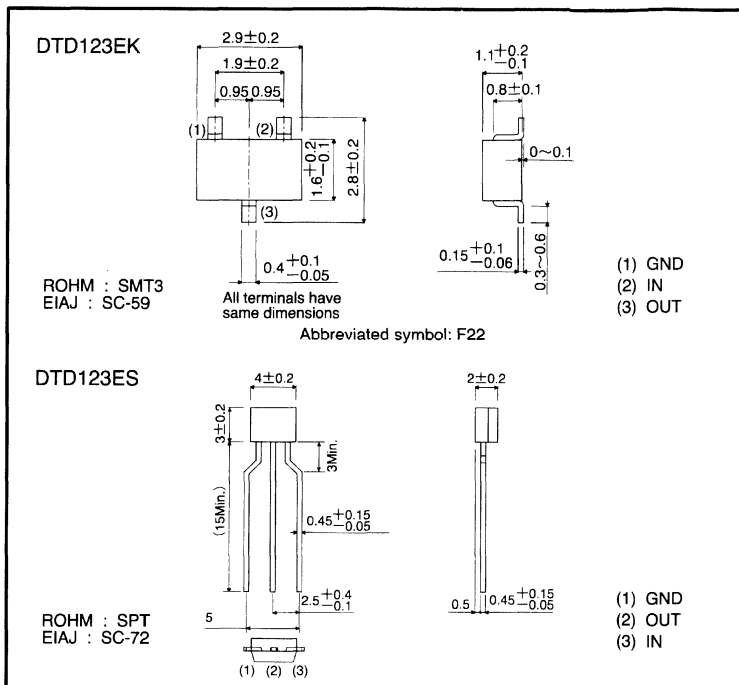 DTD123EK
2.9±0.2
1.9±0.2
0.95 0.95
(1) (2)
1.6 +0.2 −0.1
2.8±0.2
(3)
0.4 +0.1 −0.05
All terminals have
same dimensions
1.1 +0.2 −0.1
0.8±0.1
0~0.1
0.15 +0.1 −0.06
0.3~0.6
ROHM : SMT3
EIAJ : SC-59
(1) GND
(2) IN
(3) OUT
Abbreviated symbol: F22
DTD123ES
4±0.2
3±0.2
3Min.
(15Min.)
0.45 +0.15 −0.05
2.5 +0.4 −0.1
5
(1) (2) (3)
2±0.2
0.5
0.45 +0.15 −0.05
ROHM : SPT
EIAJ : SC-72
(1) GND
(2) OUT
(3) IN